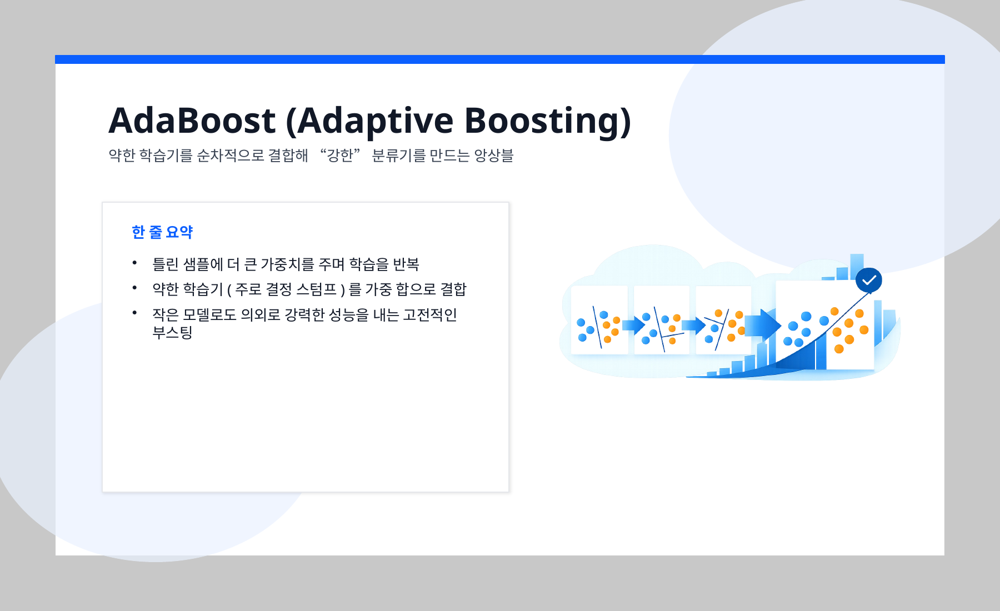 AdaBoost (Adaptive Boosting)
약한 학습기를 순차적으로 결합해 “강한” 분류기를 만드는 앙상블
한 줄 요약
• 틀린 샘플에 더 큰 가중치를 주며 학습을 반복
• 약한 학습기 ( 주로 결정 스텀프 ) 를 가중 합으로 결합
• 작은 모델로도 의외로 강력한 성능을 내는 고전적인
부스팅